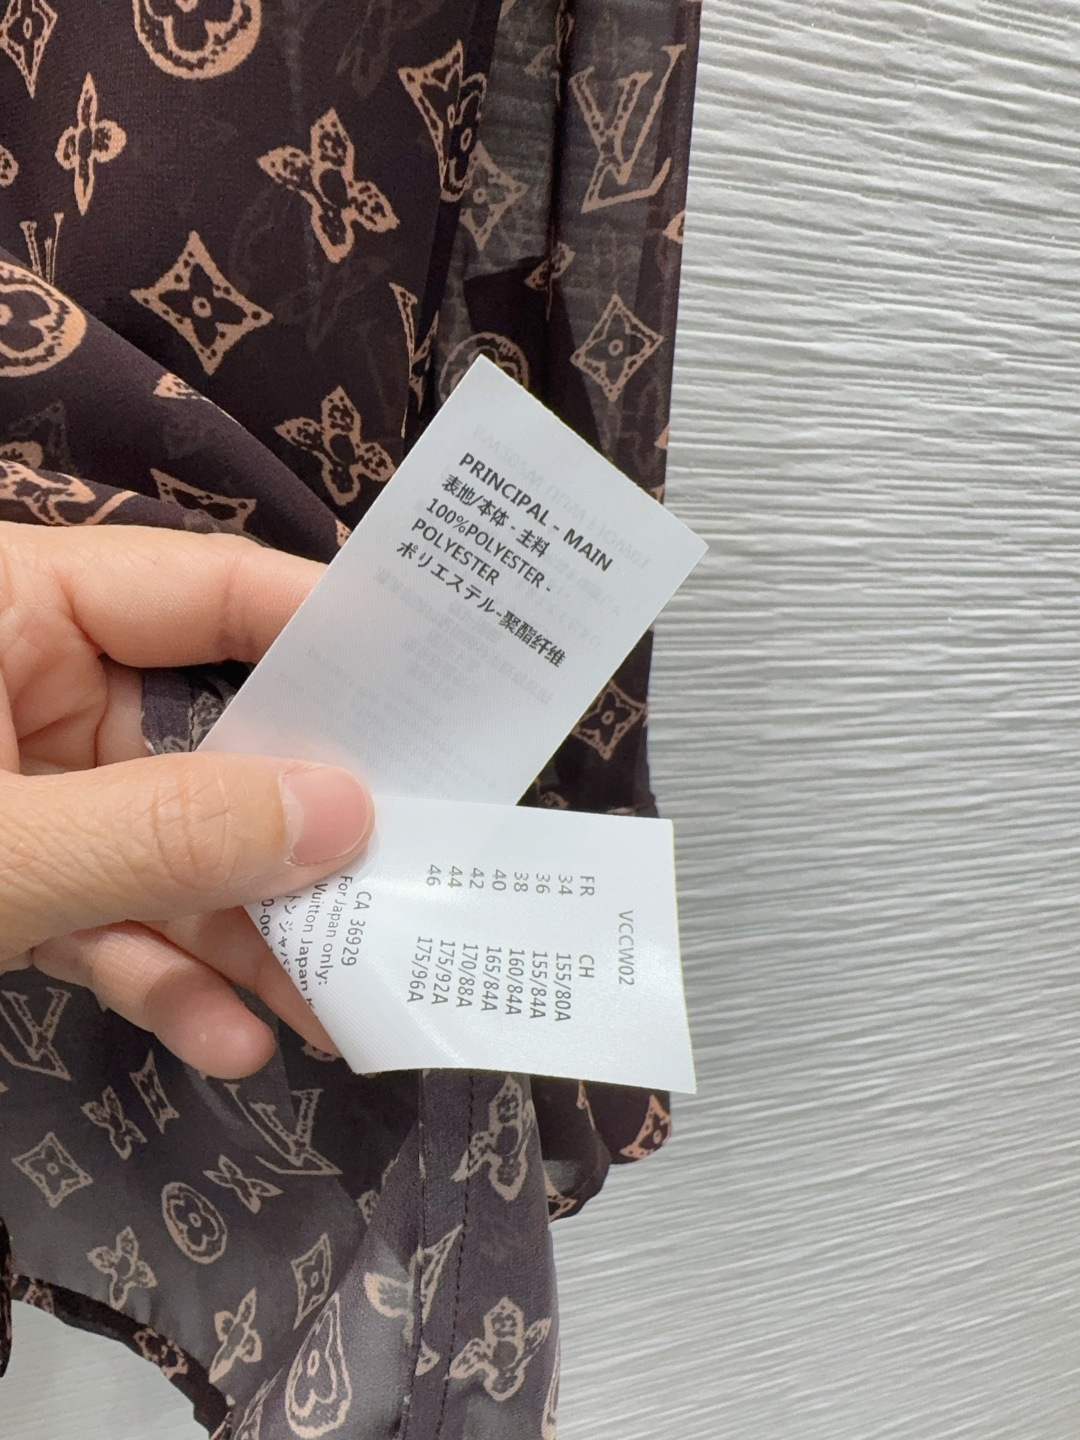 PRINCIPAL - MAIN
表地/本体 - 主料
100%POLYESTER -
POLYESTER
ポリエステル-聚酯纤维
VCCW02
FR CH
34 155/80A
36 155/84A
38 160/84A
40 165/84A
42 170/88A
44 175/92A
46 175/96A
CA 36929
For Japan only:
Vuitton Japan